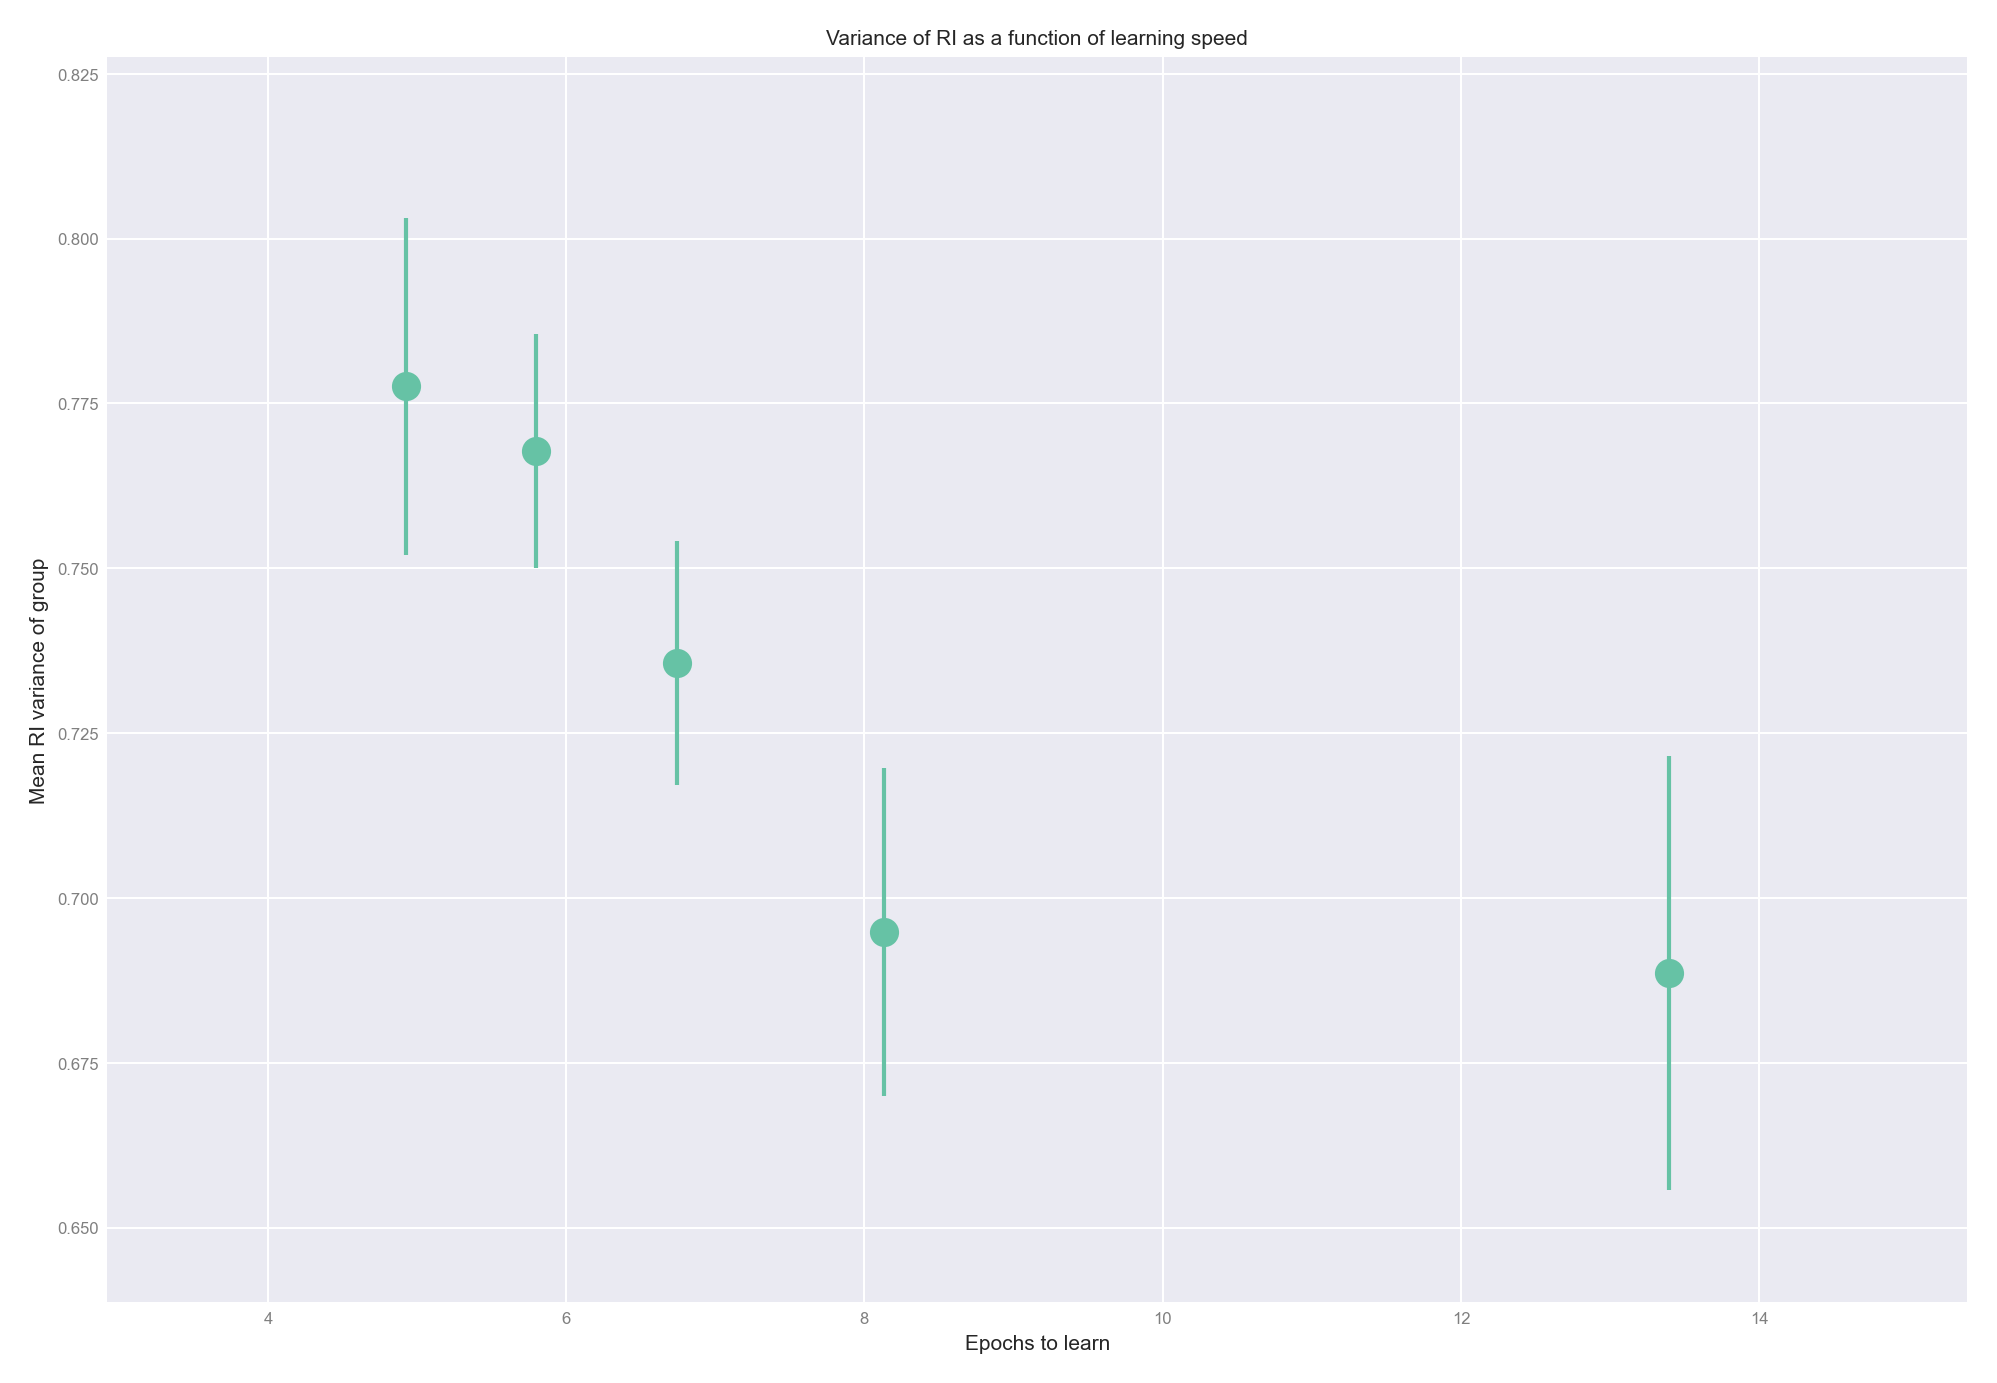 Variance of RI as a function of learning speed
0.825
0.800
0.775
0.750
0.725
0.700
0.675
0.650
Mean RI variance of group
4 6 8 10 12 14
Epochs to learn